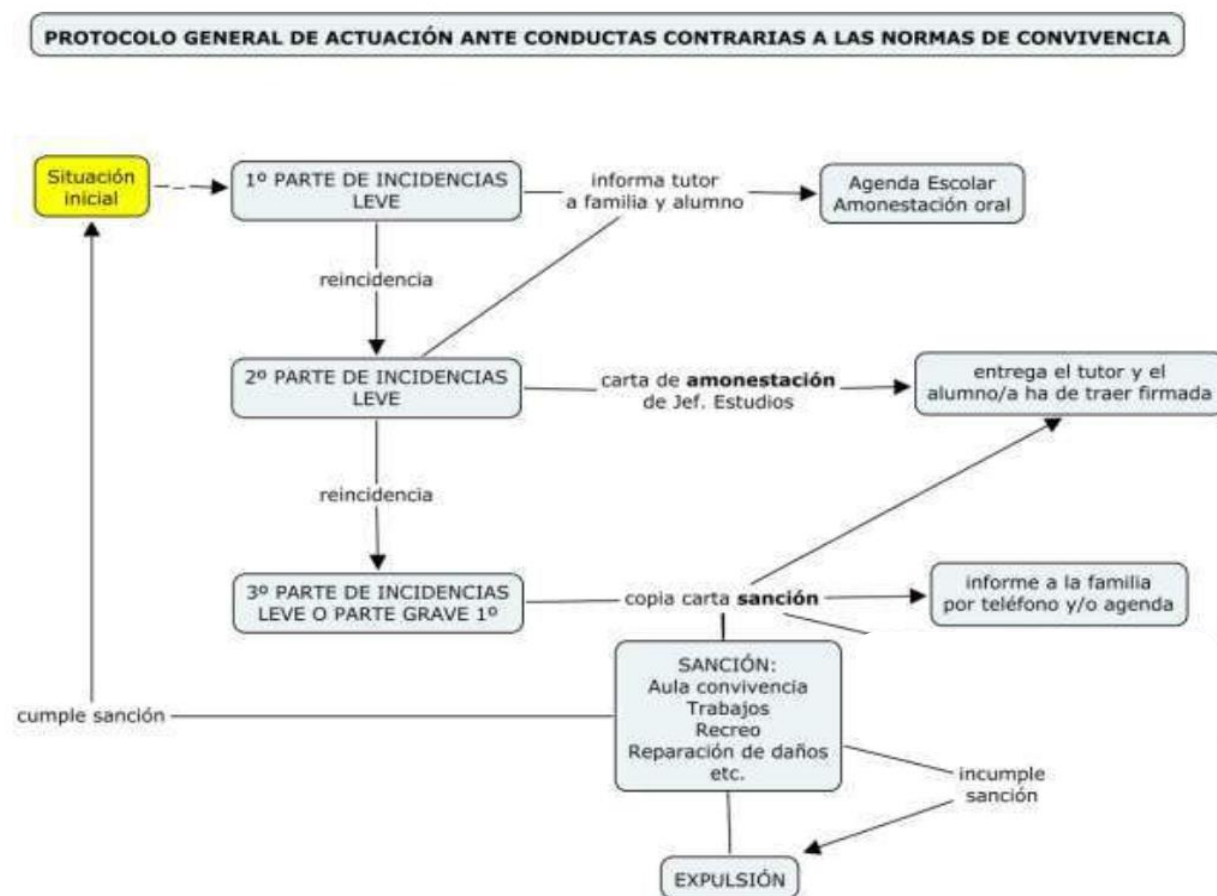 PROTOCOLO GENERAL DE ACTUACIÓN ANTE CONDUCTAS CONTRARIAS A LAS NORMAS DE CONVIVENCIA
Situación
inicial
1º PARTE DE INCIDENCIAS
LEVE
informa tutor
a familia y alumno
Agenda Escolar
Amonestación oral
reincidencia
2º PARTE DE INCIDENCIAS
LEVE
carta de amonestación
de Jef. Estudios
entrega el tutor y el
alumno/a ha de traer firmada
reincidencia
3º PARTE DE INCIDENCIAS
LEVE O PARTE GRAVE 1º
copia carta sanción
informe a la familia
por teléfono y/o agenda
SANCIÓN:
Aula convivencia
Trabajos
Recreo
Reparación de daños
etc.
cumple sanción
incumple
sanción
EXPULSIÓN